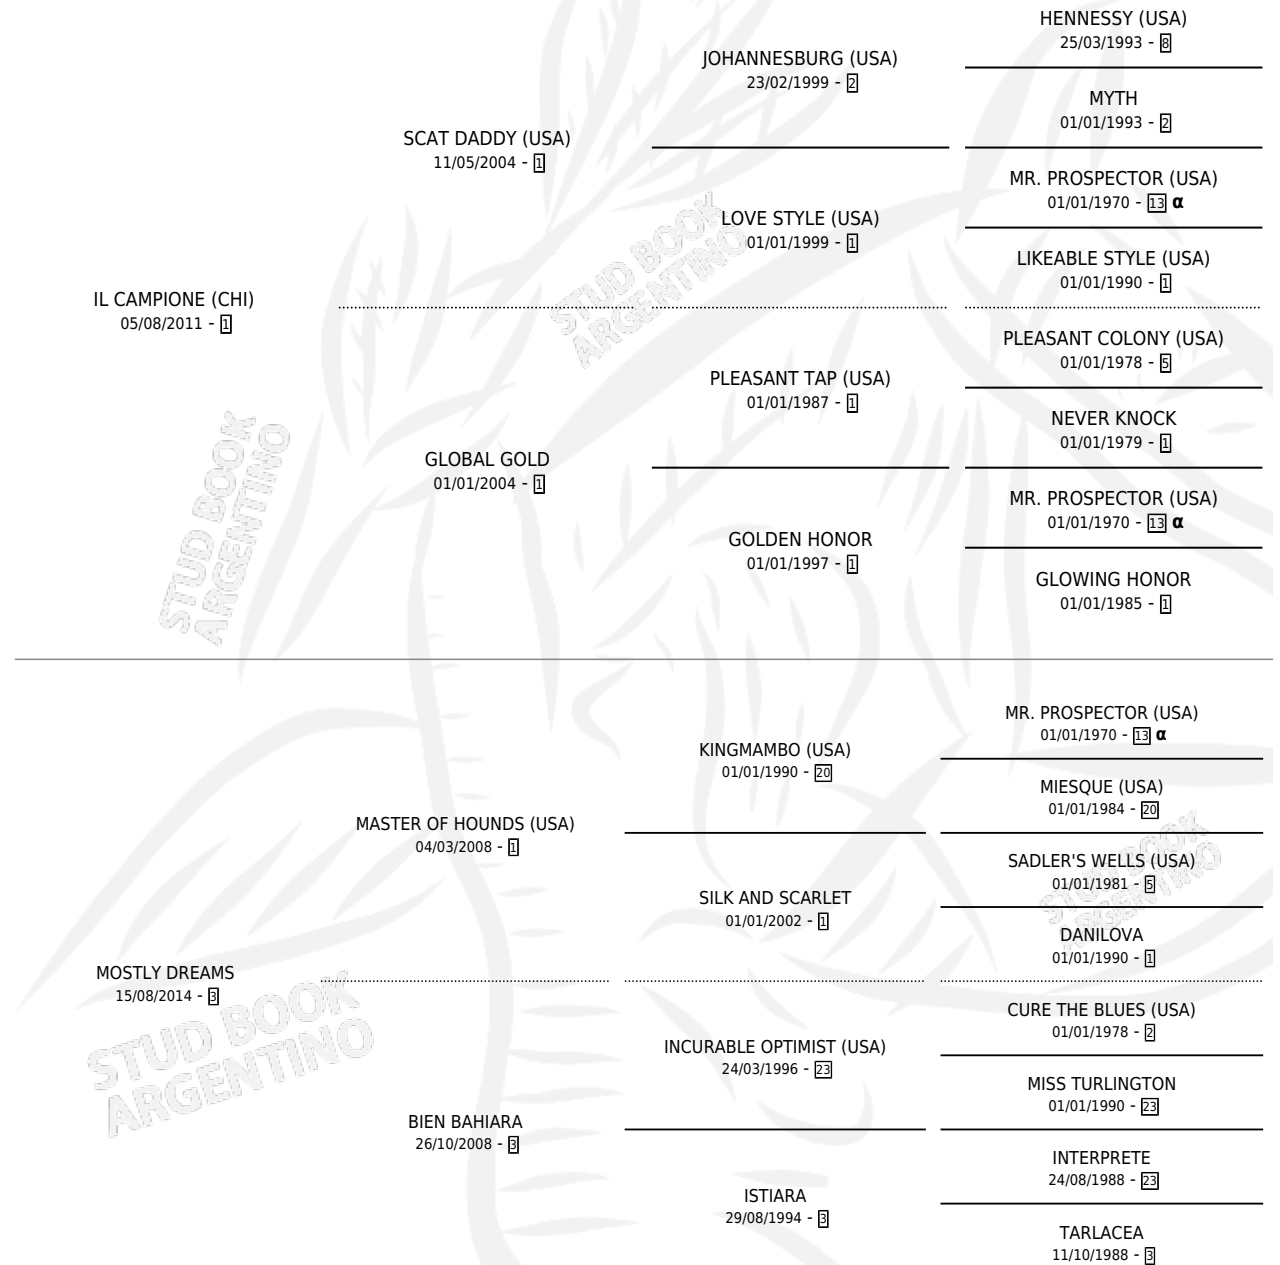 HENNESSY (USA)
25/03/1993 - 8
JOHANNESBURG (USA)
23/02/1999 - 2
MYTH
01/01/1993 - 2
SCAT DADDY (USA)
11/05/2004 - 1
MR. PROSPECTOR (USA)
01/01/1970 - 13 α
LOVE STYLE (USA)
01/01/1999 - 1
LIKEABLE STYLE (USA)
01/01/1990 - 1
STUD BOOK
ARGENTINO
IL CAMPIONE (CHI)
05/08/2011 - 1
PLEASANT COLONY (USA)
01/01/1978 - 5
PLEASANT TAP (USA)
01/01/1987 - 1
NEVER KNOCK
01/01/1979 - 1
GLOBAL GOLD
01/01/2004 - 1
MR. PROSPECTOR (USA)
01/01/1970 - 13 α
GOLDEN HONOR
01/01/1997 - 1
GLOWING HONOR
01/01/1985 - 1
STUD BOOK
ARGENTINO
MR. PROSPECTOR (USA)
01/01/1970 - 13 α
KINGMAMBO (USA)
01/01/1990 - 20
MIESQUE (USA)
01/01/1984 - 20
MASTER OF HOUNDS (USA)
04/03/2008 - 1
SADLER'S WELLS (USA)
01/01/1981 - 5
SILK AND SCARLET
01/01/2002 - 1
DANILOVA
01/01/1990 - 1
STUD BOOK
ARGENTINO
MOSTLY DREAMS
15/08/2014 - 3
CURE THE BLUES (USA)
01/01/1978 - 2
INCURABLE OPTIMIST (USA)
24/03/1996 - 23
MISS TURLINGTON
01/01/1990 - 23
BIEN BAHIARA
26/10/2008 - 3
INTERPRETE
24/08/1988 - 23
ISTIARA
29/08/1994 - 3
TARLACEA
11/10/1988 - 3
STUD BOOK
ARGENTINO